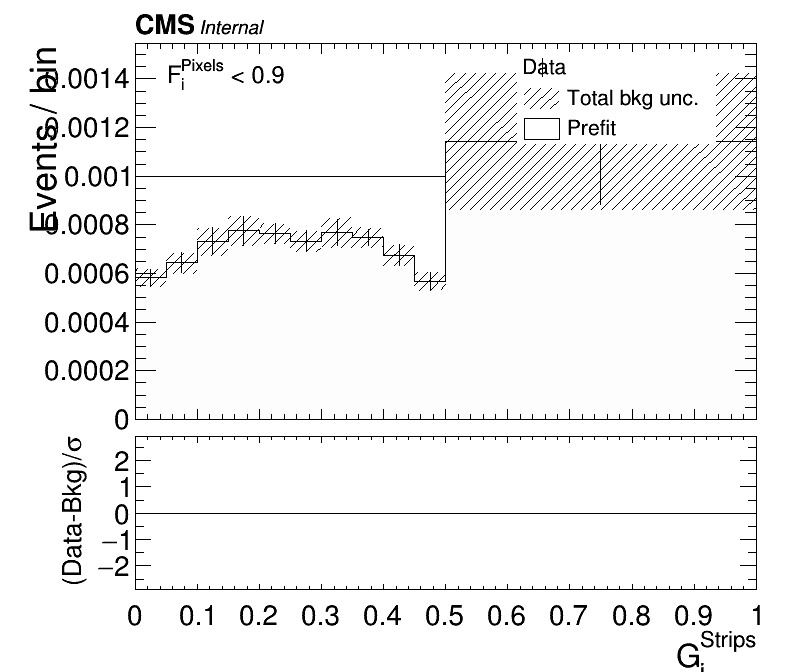 CMS Internal
Events / bin
F_i^Pixels < 0.9
Data
Total bkg unc.
Prefit
0.0014
0.0012
0.001
0.0008
0.0006
0.0004
0.0002
0
(Data-Bkg)/σ
2
1
0
−1
−2
0 0.1 0.2 0.3 0.4 0.5 0.6 0.7 0.8 0.9 1
G_i^Strips